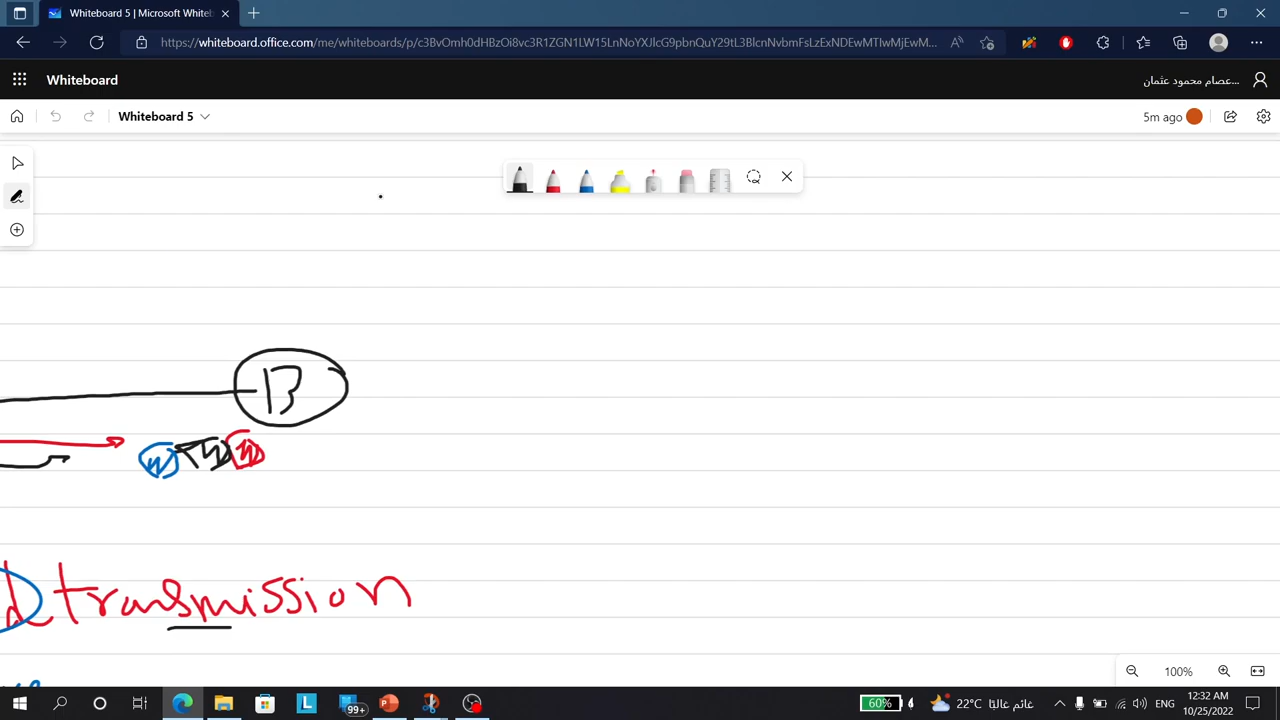 Whiteboard 5 | Microsoft Whiteb
https://whiteboard.office.com/me/whiteboards/p/c3BvOmh0dHBzOi8vc3R1ZGN1LW15LnNoYXJlcG9pbnQuY29tL3BlcnNvbmFsLzExNDEwMTIwMjEwM...
Whiteboard
عصام محمود عثمان...
Whiteboard 5
5m ago
B
d transmission
100%
99+
60%
22°C غائم غالبًا
ENG
12:32 AM
10/25/2022